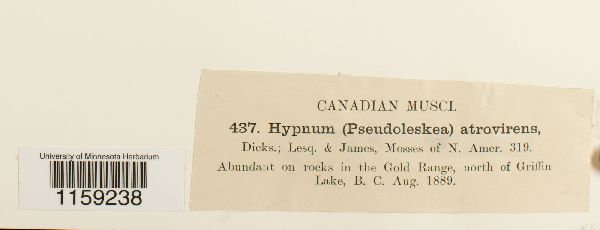 CANADIAN MUSCI.
437. Hypnum (Pseudoleskea) atrovirens,
Dicks.; Lesq. & James, Mosses of N. Amer. 319.
Abundant on rocks in the Gold Range, north of Griffin
Lake, B. C. Aug. 1889.
University of Minnesota Herbarium
1159238